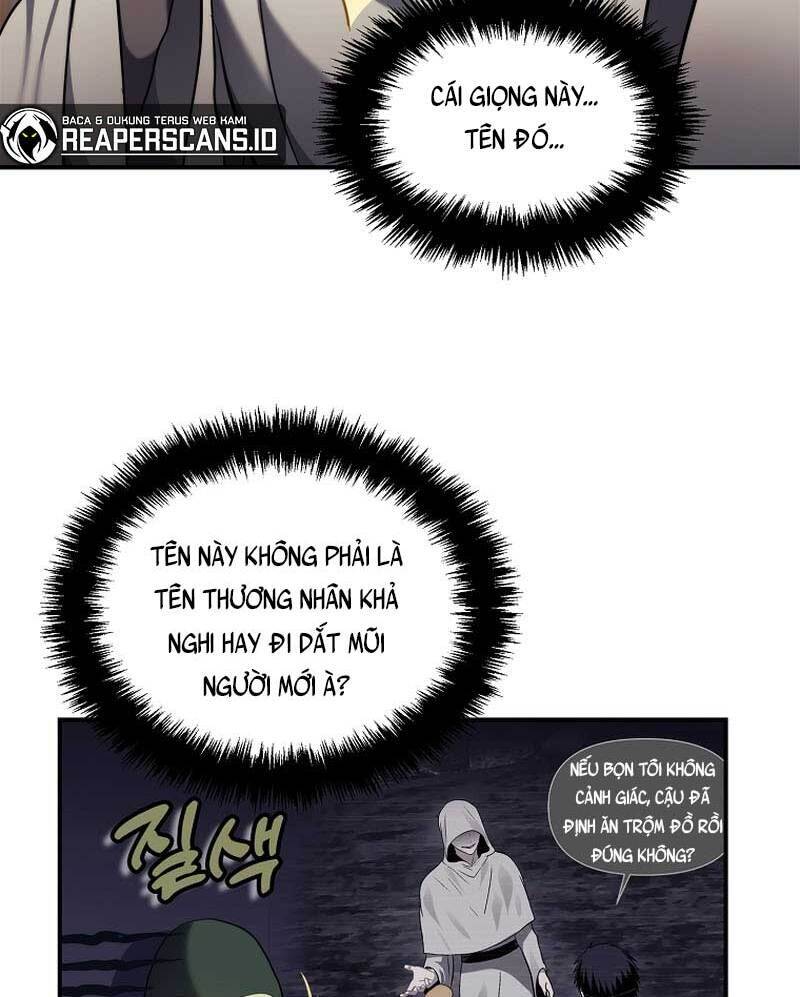 CÁI GIỌNG NÀY...
TÊN ĐÓ...
BACA & DUKUNG TERUS WEB KAMI
REAPERSCANS.ID
TÊN NÀY KHÔNG PHẢI LÀ
TÊN THƯƠNG NHÂN KHẢ
NGHI HAY ĐI DẮT MŨI
NGƯỜI MỚI À?
NẾU BỌN TÔI KHÔNG
CẢNH GIÁC, CẬU ĐÃ
ĐỊNH ĂN TRỘM ĐỒ RỒI
ĐÚNG KHÔNG?
질색